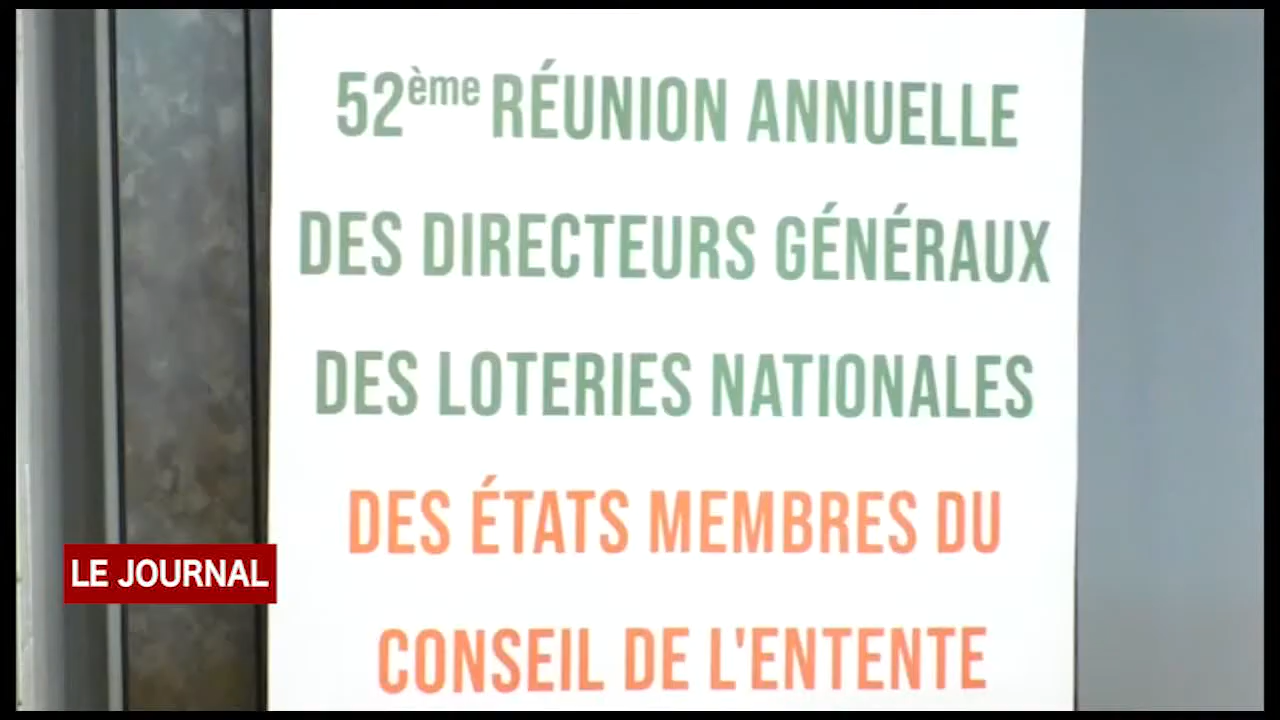 52ème RÉUNION ANNUELLE
DES DIRECTEURS GÉNÉRAUX
DES LOTERIES NATIONALES
DES ÉTATS MEMBRES DU
CONSEIL DE L'ENTENTE
LE JOURNAL